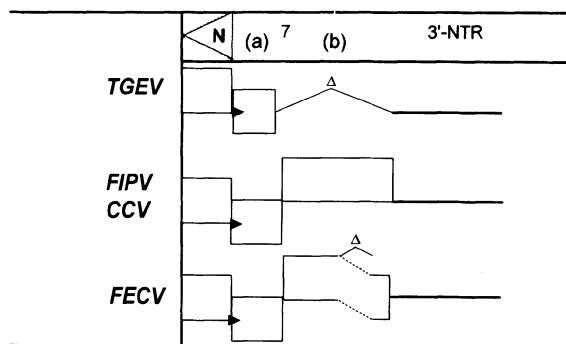 N (a) 7 (b) 3'-NTR
TGEV Δ
FIPV
CCV
Δ
FECV